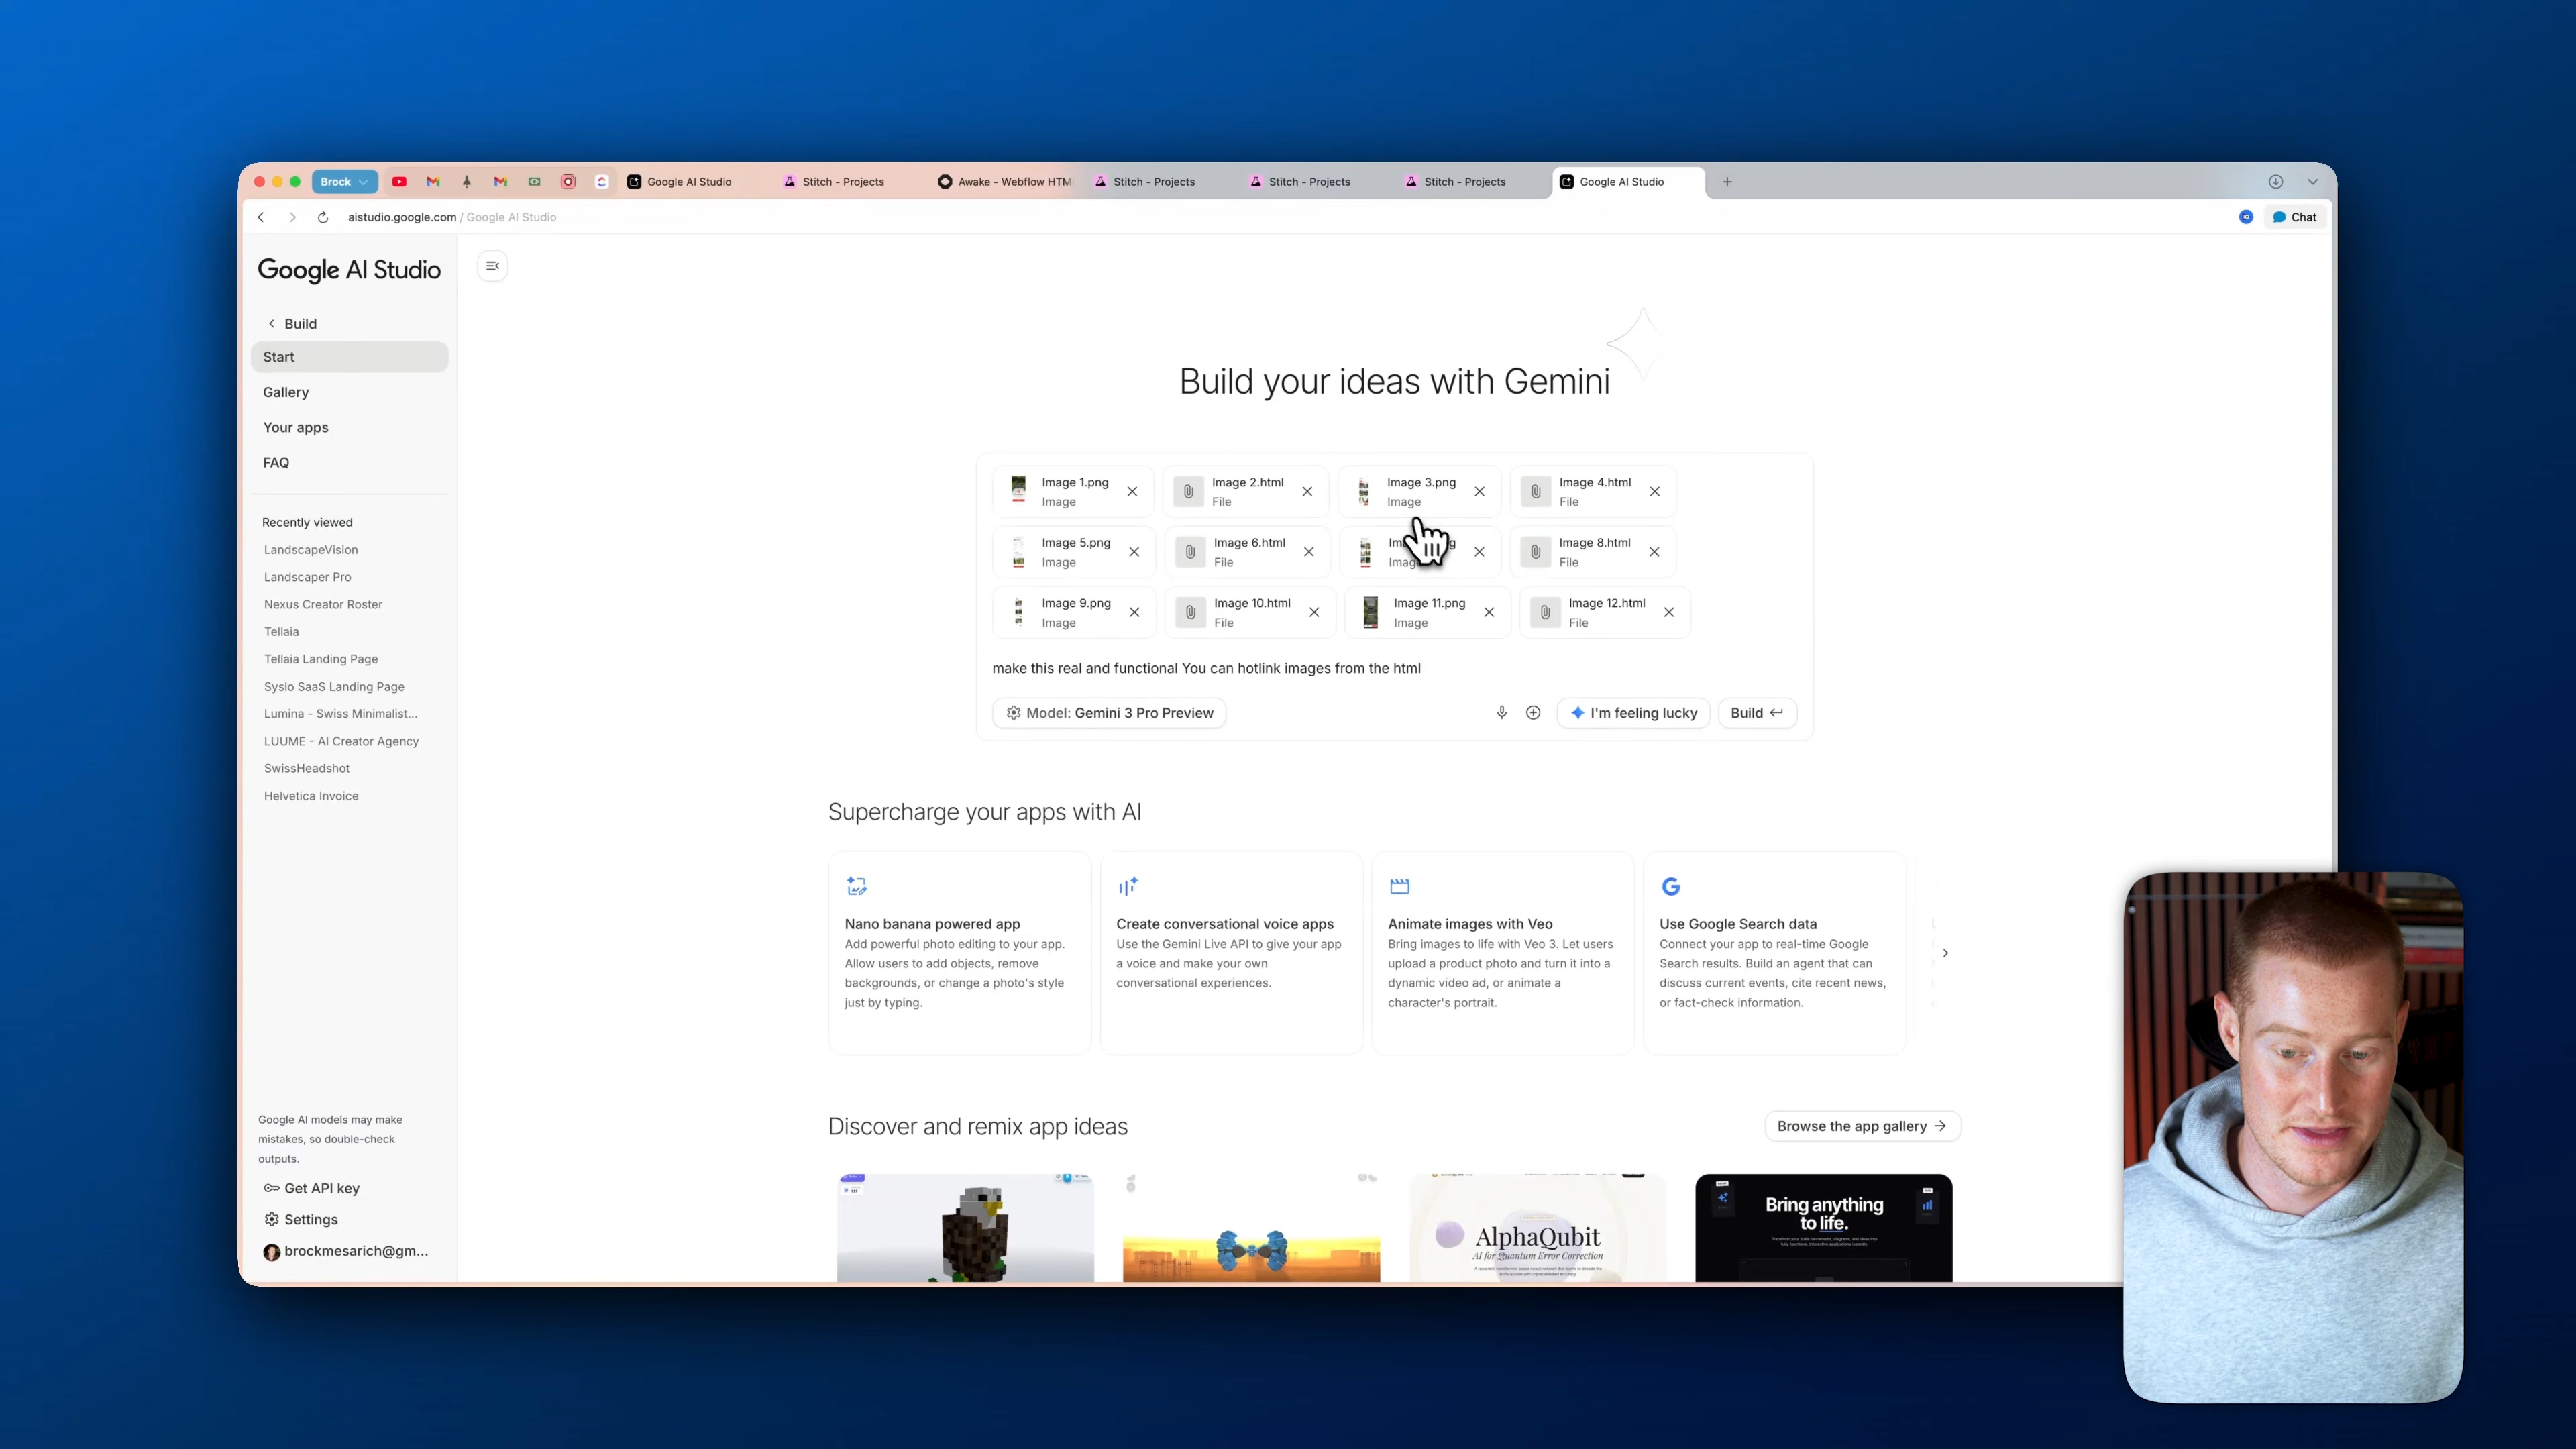 Brock
Google AI Studio
Stitch - Projects
Awake - Webflow HTM
Stitch - Projects
Stitch - Projects
Stitch - Projects
Google AI Studio
aistudio.google.com / Google AI Studio
Chat
Google AI Studio
Build
Start
Gallery
Your apps
FAQ
Recently viewed
LandscapeVision
Landscaper Pro
Nexus Creator Roster
Tellaia
Tellaia Landing Page
Syslo SaaS Landing Page
Lumina - Swiss Minimalist...
LUUME - AI Creator Agency
SwissHeadshot
Helvetica Invoice
Google AI models may make
mistakes, so double-check
outputs.
Get API key
Settings
brockmesarich@gm...
Build your ideas with Gemini
Image 1.png
Image
Image 2.html
File
Image 3.png
Image
Image 4.html
File
Image 5.png
Image
Image 6.html
File
Image 8.html
File
Image 9.png
Image
Image 10.html
File
Image 11.png
Image
Image 12.html
File
make this real and functional You can hotlink images from the html
Model: Gemini 3 Pro Preview
I'm feeling lucky
Build
Supercharge your apps with AI
Nano banana powered app
Add powerful photo editing to your app.
Allow users to add objects, remove
backgrounds, or change a photo's style
just by typing.
Create conversational voice apps
Use the Gemini Live API to give your app
a voice and make your own
conversational experiences.
Animate images with Veo
Bring images to life with Veo 3. Let users
upload a product photo and turn it into a
dynamic video ad, or animate a
character's portrait.
Use Google Search data
Connect your app to real-time Google
Search results. Build an agent that can
discuss current events, cite recent news,
or fact-check information.
Discover and remix app ideas
Browse the app gallery
AlphaQubit
AI for Quantum Error Correction
Bring anything
to life.